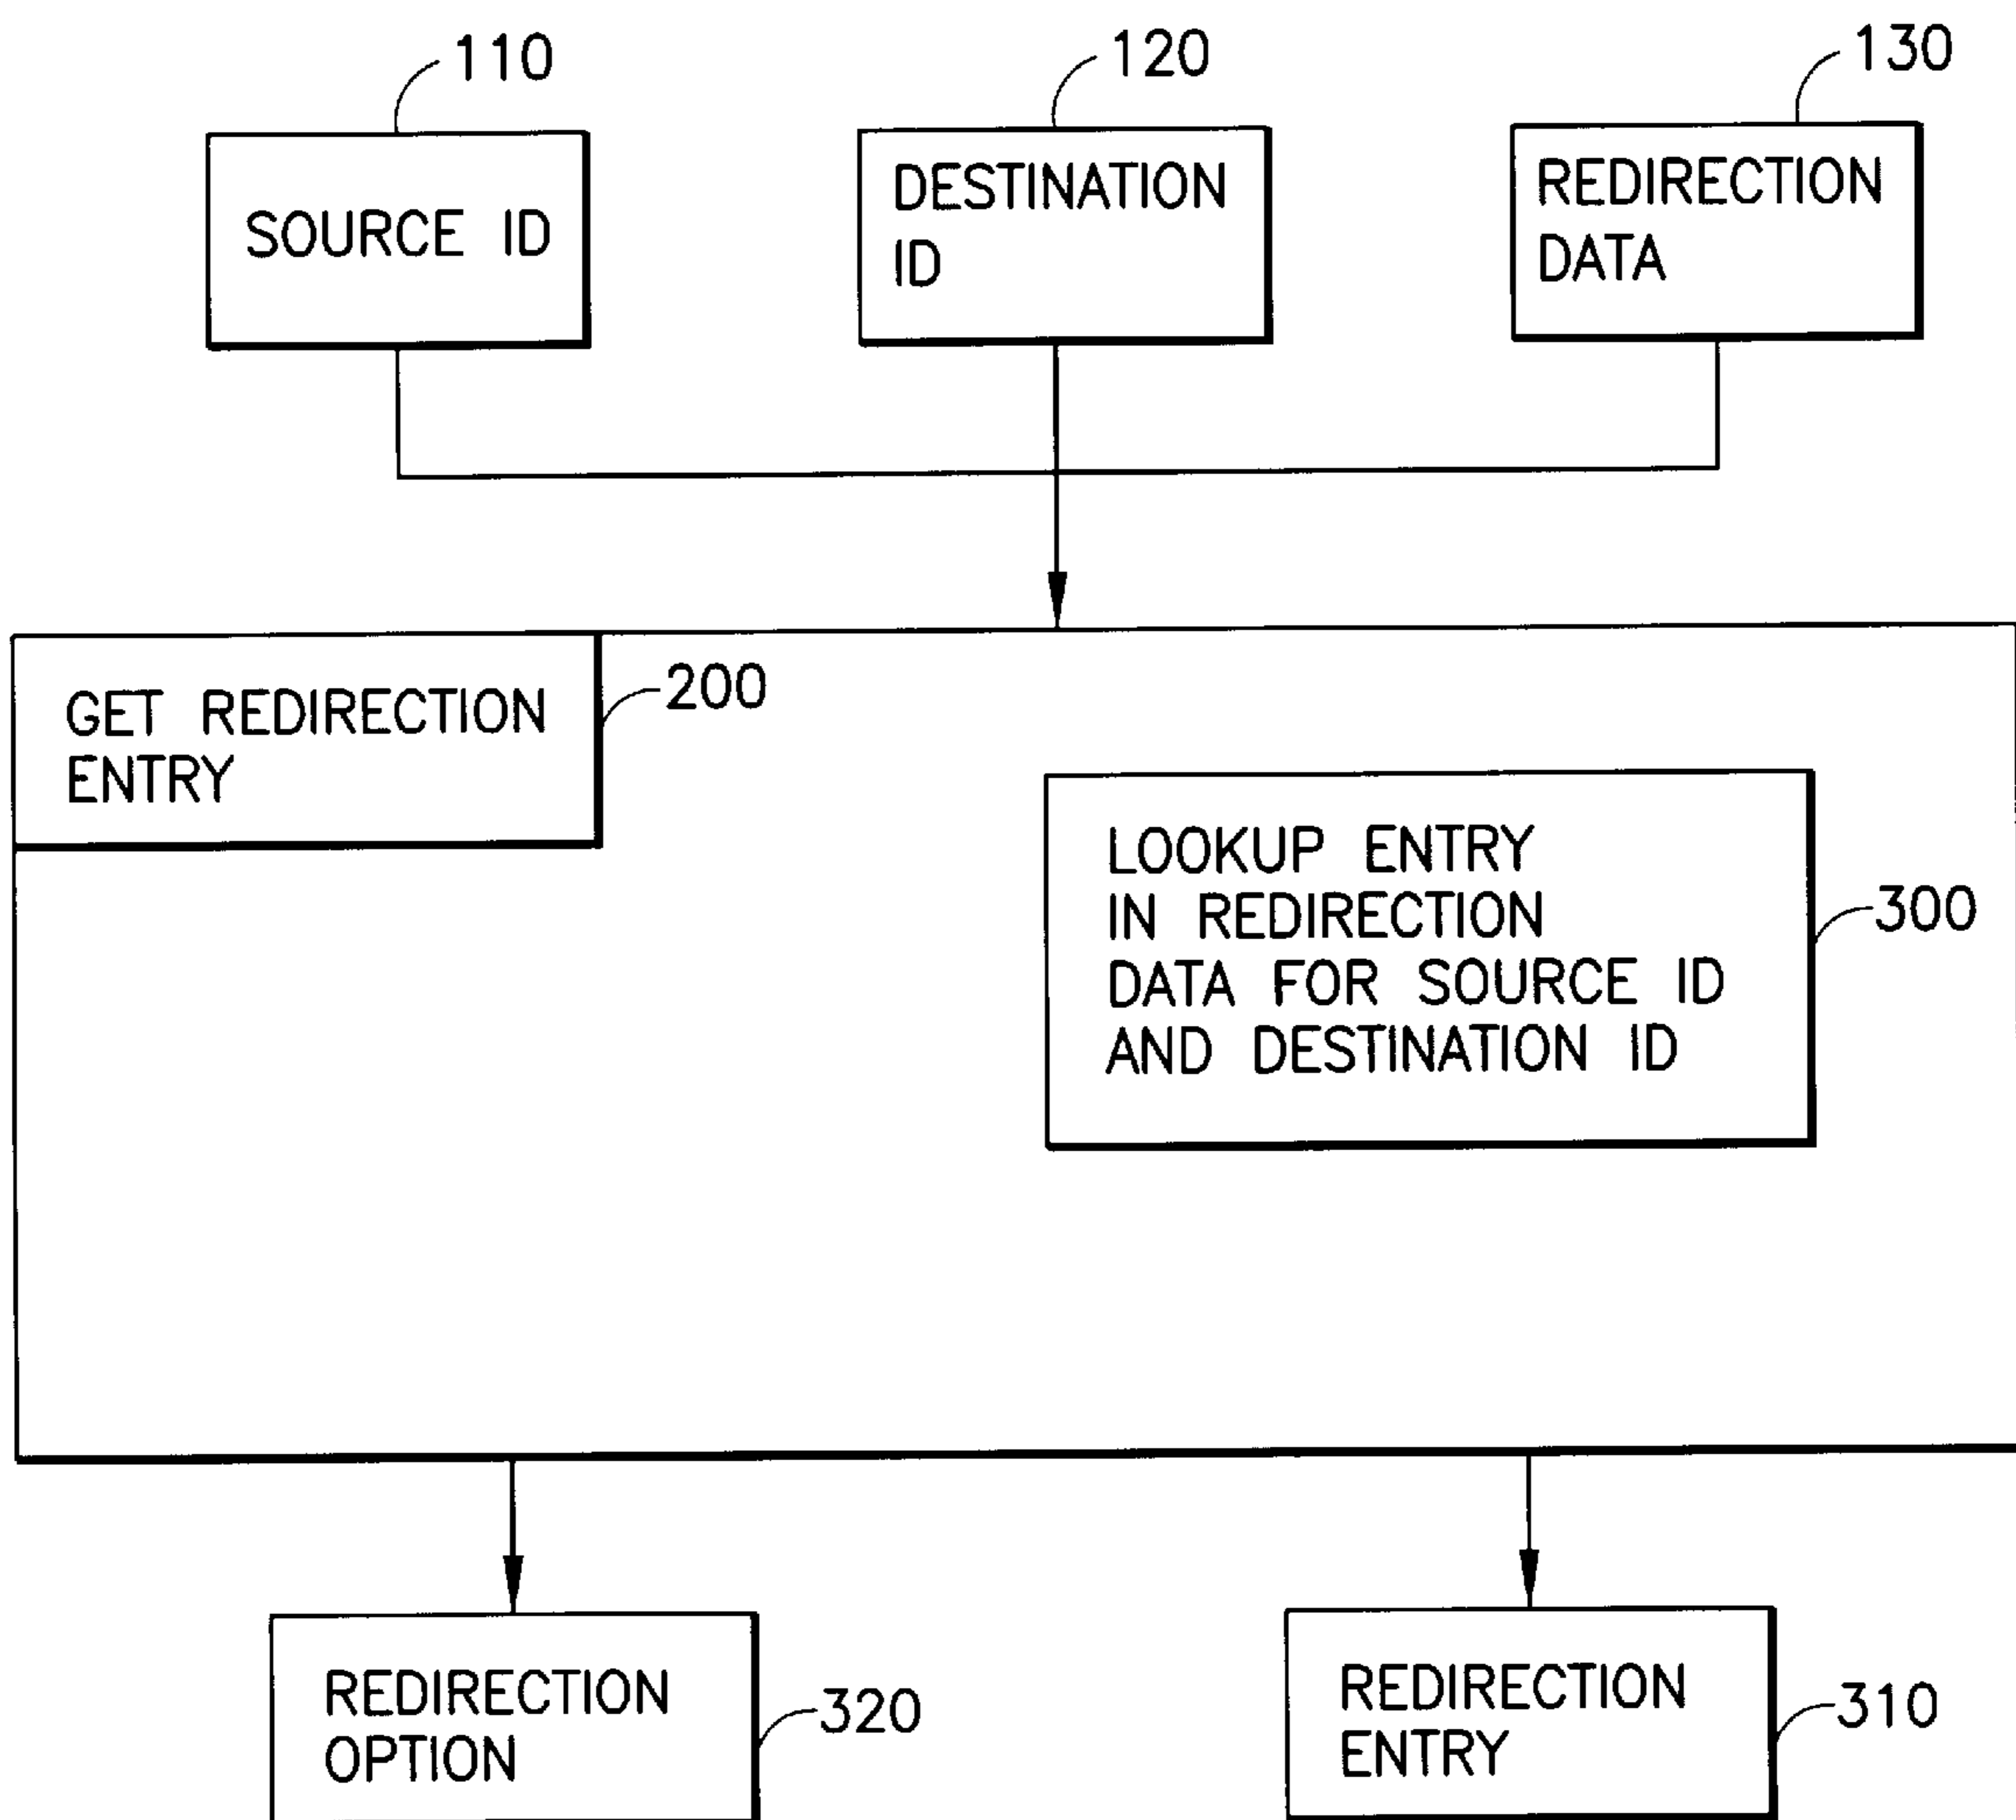 110
120
130
SOURCE ID
DESTINATION
ID
REDIRECTION
DATA
GET REDIRECTION
ENTRY
200
LOOKUP ENTRY
IN REDIRECTION
DATA FOR SOURCE ID
AND DESTINATION ID
300
REDIRECTION
OPTION
320
REDIRECTION
ENTRY
310